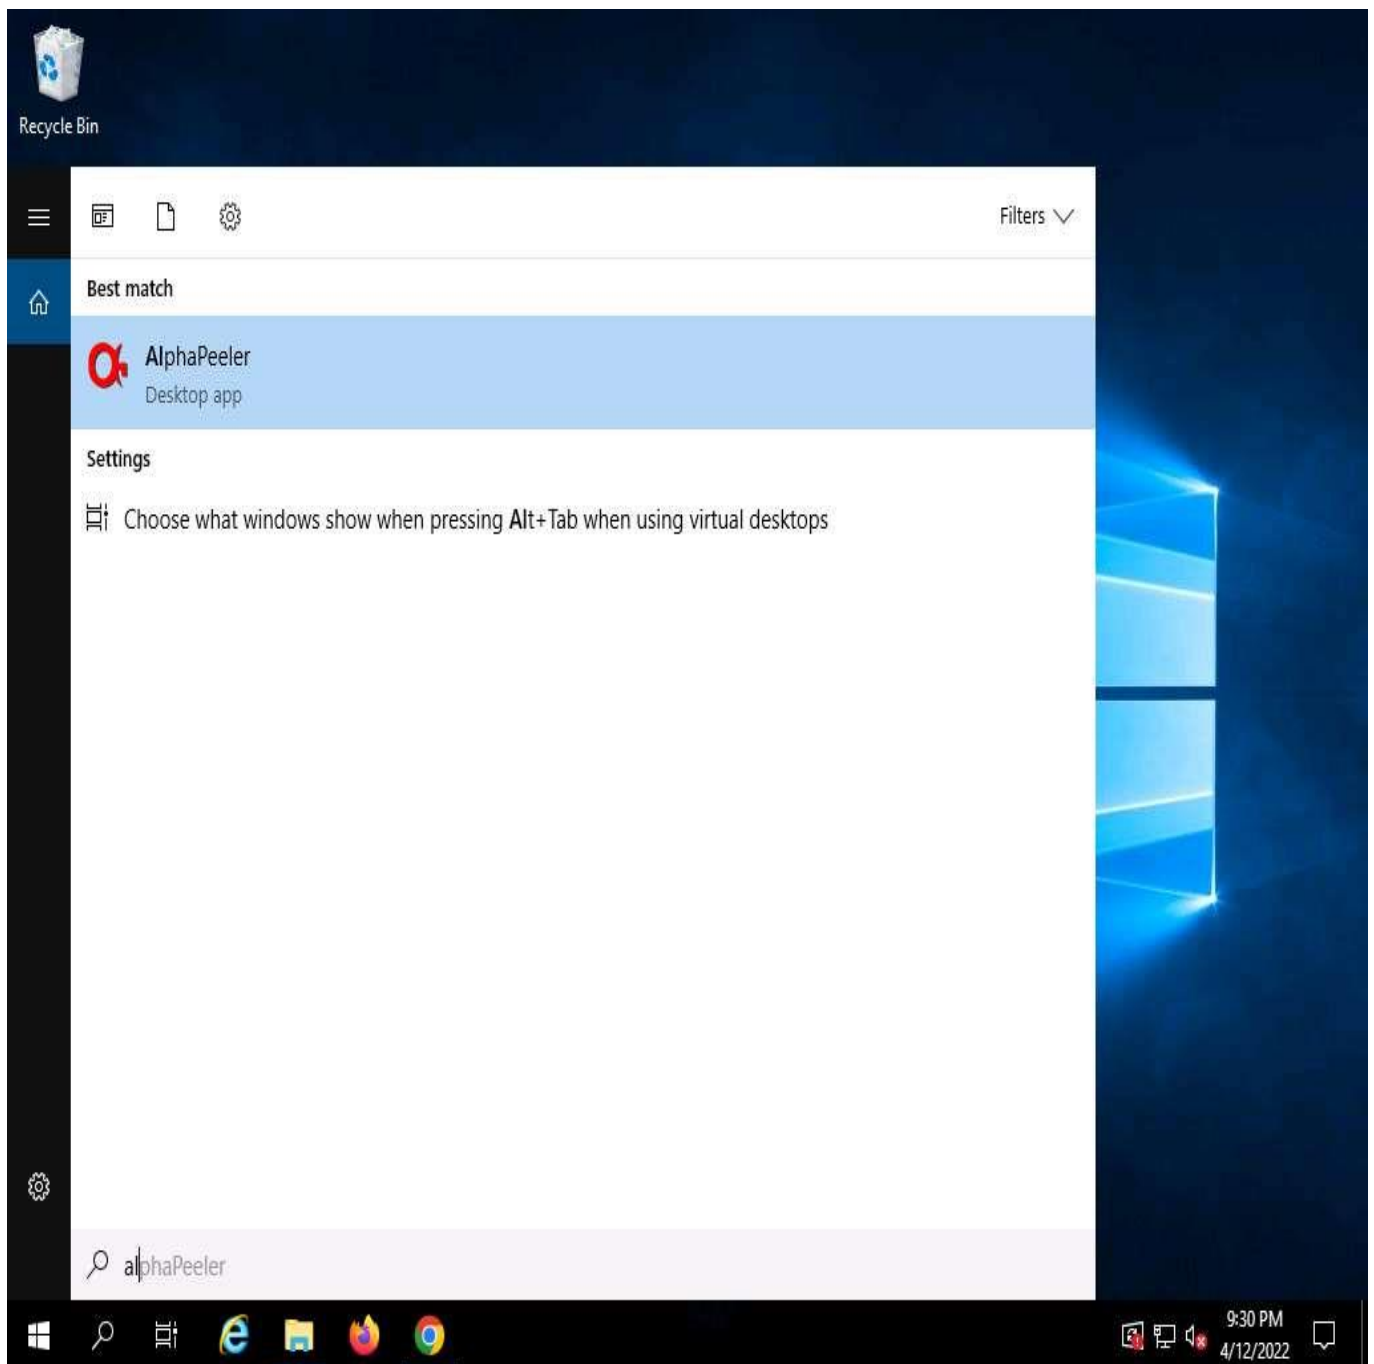 Recycle Bin
Filters
Best match
AlphaPeeler
Desktop app
Settings
Choose what windows show when pressing Alt+Tab when using virtual desktops
alphaPeeler
9:30 PM
4/12/2022